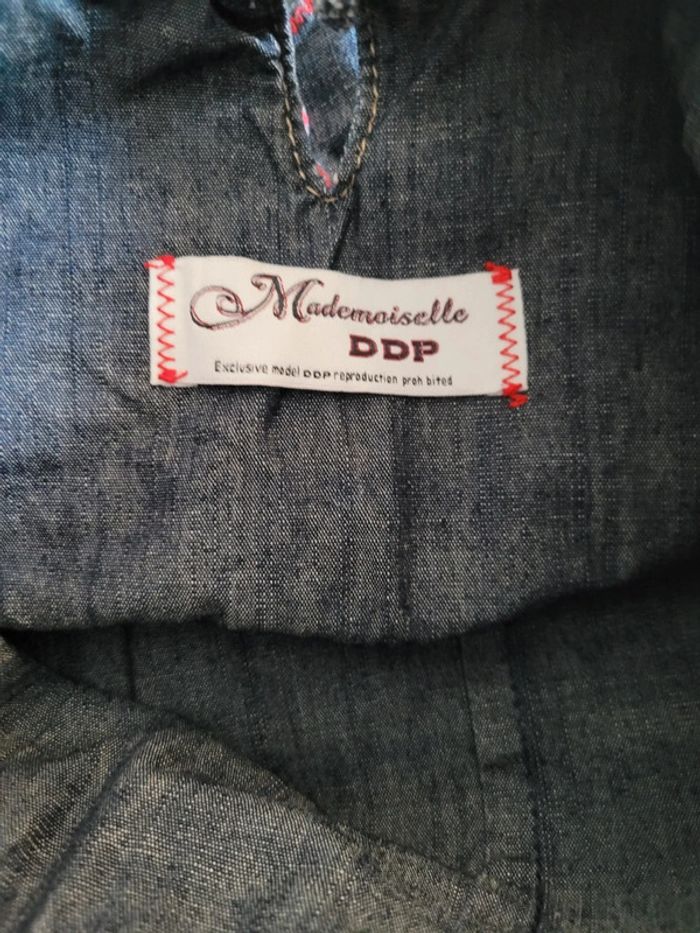 Mademoiselle
DDP
Exclusive model DDP reproduction proh bited